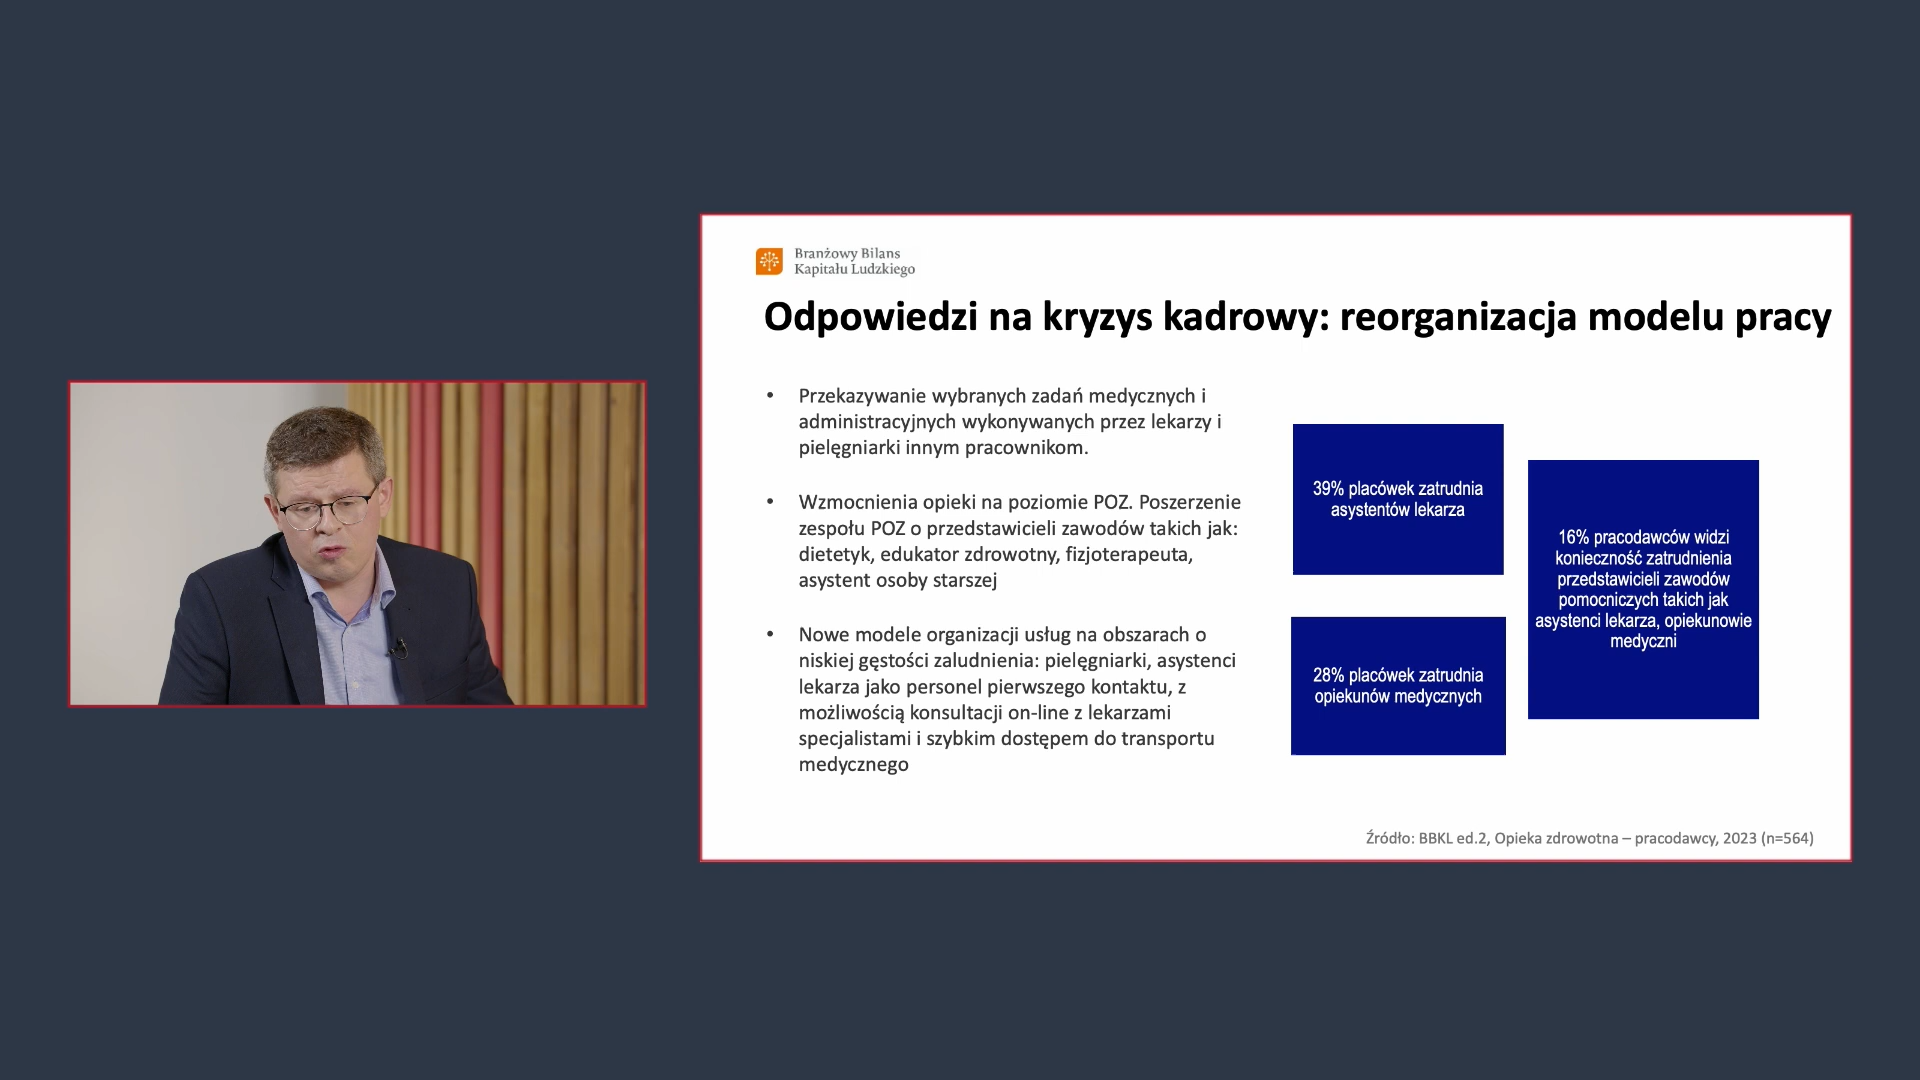 Branżowy Bilans
Kapitału Ludzkiego
Odpowiedzi na kryzys kadrowy: reorganizacja modelu pracy
• Przekazywanie wybranych zadań medycznych i
administracyjnych wykonywanych przez lekarzy i
pielęgniarki innym pracownikom.
• Wzmocnienia opieki na poziomie POZ. Poszerzenie
zespołu POZ o przedstawicieli zawodów takich jak:
dietetyk, edukator zdrowotny, fizjoterapeuta,
asystent osoby starszej
• Nowe modele organizacji usług na obszarach o
niskiej gęstości zaludnienia: pielęgniarki, asystenci
lekarza jako personel pierwszego kontaktu, z
możliwością konsultacji on-line z lekarzami
specjalistami i szybkim dostępem do transportu
medycznego
39% placówek zatrudnia
asystentów lekarza
28% placówek zatrudnia
opiekunów medycznych
16% pracodawców widzi
konieczność zatrudnienia
przedstawicieli zawodów
pomocniczych takich jak
asystenci lekarza, opiekunowie
medyczni
Źródło: BBKL ed.2, Opieka zdrowotna – pracodawcy, 2023 (n=564)